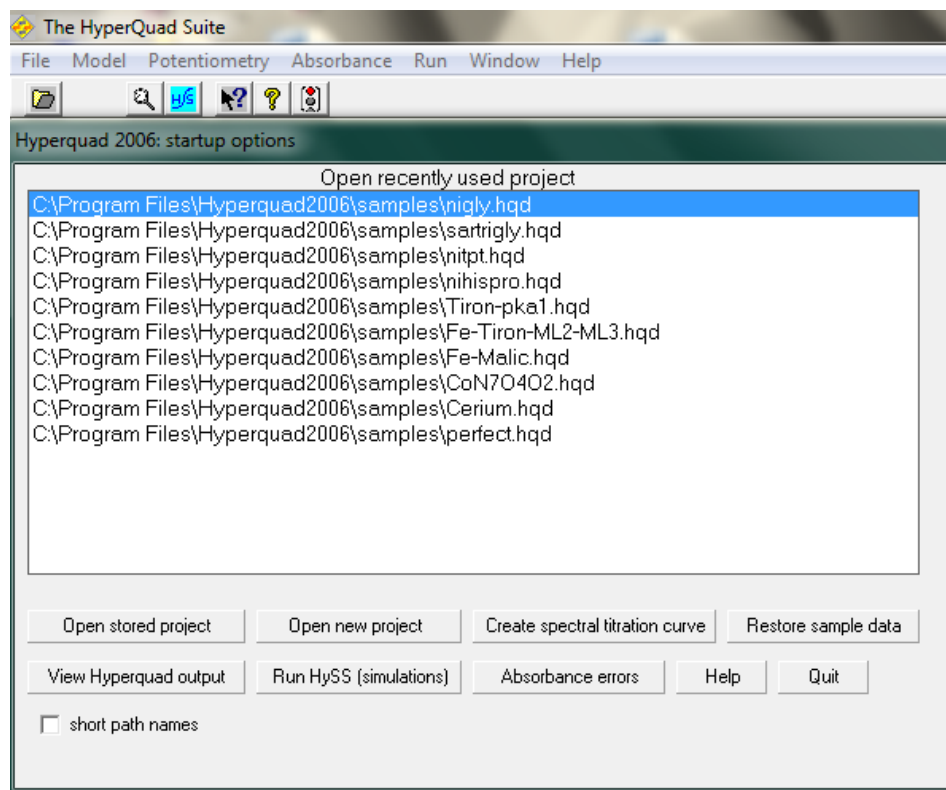 The HyperQuad Suite
File Model Potentiometry Absorbance Run Window Help
H/S ? ?
Hyperquad 2006: startup options
Open recently used project
C:\Program Files\Hyperquad2006\samples\nigly.hqd
C:\Program Files\Hyperquad2006\samples\sartrigly.hqd
C:\Program Files\Hyperquad2006\samples\nitpt.hqd
C:\Program Files\Hyperquad2006\samples\nihispro.hqd
C:\Program Files\Hyperquad2006\samples\Tiron-pka1.hqd
C:\Program Files\Hyperquad2006\samples\Fe-Tiron-ML2-ML3.hqd
C:\Program Files\Hyperquad2006\samples\Fe-Malic.hqd
C:\Program Files\Hyperquad2006\samples\CoN7O4O2.hqd
C:\Program Files\Hyperquad2006\samples\Cerium.hqd
C:\Program Files\Hyperquad2006\samples\perfect.hqd
Open stored project Open new project Create spectral titration curve Restore sample data
View Hyperquad output Run HySS (simulations) Absorbance errors Help Quit
short path names